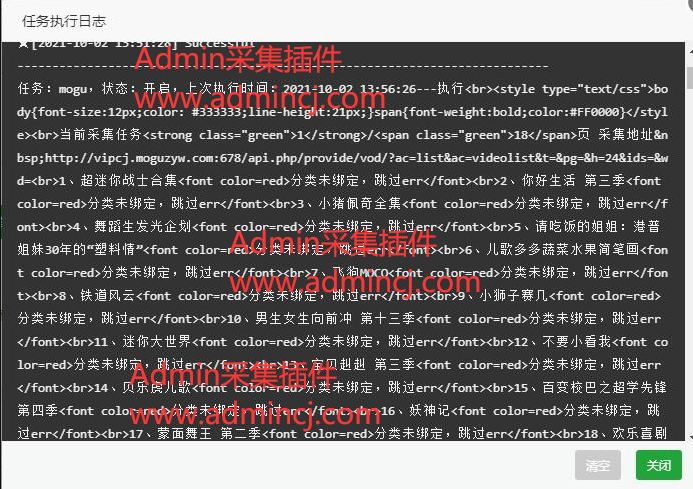 任务执行日志
★[2021-10-02 15:51:28] Successful
----------------------------------------------------------------------
任务：mogu，状态：开启，上次执行时间：2021-10-02 13:56:26---执行<br><style type="text/css">bo
dy{font-size:12px;color: #333333;line-height:21px;}span{font-weight:bold;color:#FF0000}</styl
e><br>当前采集任务<strong class="green">1</strong>/<span class="green">18</span>页 采集地址&n
bsp;http://vipcj.moguzyw.com:678/api.php/provide/vod/?ac=list&ac=videolist&t=&pg=&h=24&ids=&w
d=<br>1、超迷你战士合集<font color=red>分类未绑定，跳过err</font><br>2、你好生活 第三季<font
color=red>分类未绑定，跳过err</font><br>3、小猪佩奇全集<font color=red>分类未绑定，跳过err</f
ont><br>4、舞蹈生发光企划<font color=red>分类未绑定，跳过err</font><br>5、请吃饭的姐姐：港普
姐妹30年的“塑料情”<font color=red>分类未绑定，跳过err</font><br>6、儿歌多多蔬菜水果简笔画<fon
t color=red>分类未绑定，跳过err</font><br>7、飞狗MOCO<font color=red>分类未绑定，跳过err</fon
t><br>8、铁道风云<font color=red>分类未绑定，跳过err</font><br>9、小狮子赛几<font color=red>
分类未绑定，跳过err</font><br>10、男生女生向前冲 第十三季<font color=red>分类未绑定，跳过err
</font><br>11、迷你大世界<font color=red>分类未绑定，跳过err</font><br>12、不要小看我<font co
lor=red>分类未绑定，跳过err</font><br>13、宝贝赳赳 第三季<font color=red>分类未绑定，跳过err
</font><br>14、贝乐虎儿歌<font color=red>分类未绑定，跳过err</font><br>15、百变校巴之超学先锋
第四季<font color=red>分类未绑定，跳过err</font><br>16、妖神记<font color=red>分类未绑定，跳
过err</font><br>17、蒙面舞王 第二季<font color=red>分类未绑定，跳过err</font><br>18、欢乐喜剧
Admin采集插件
www.admincj.com
Admin采集插件
www.admincj.com
Admin采集插件
www.admincj.com
清空
关闭